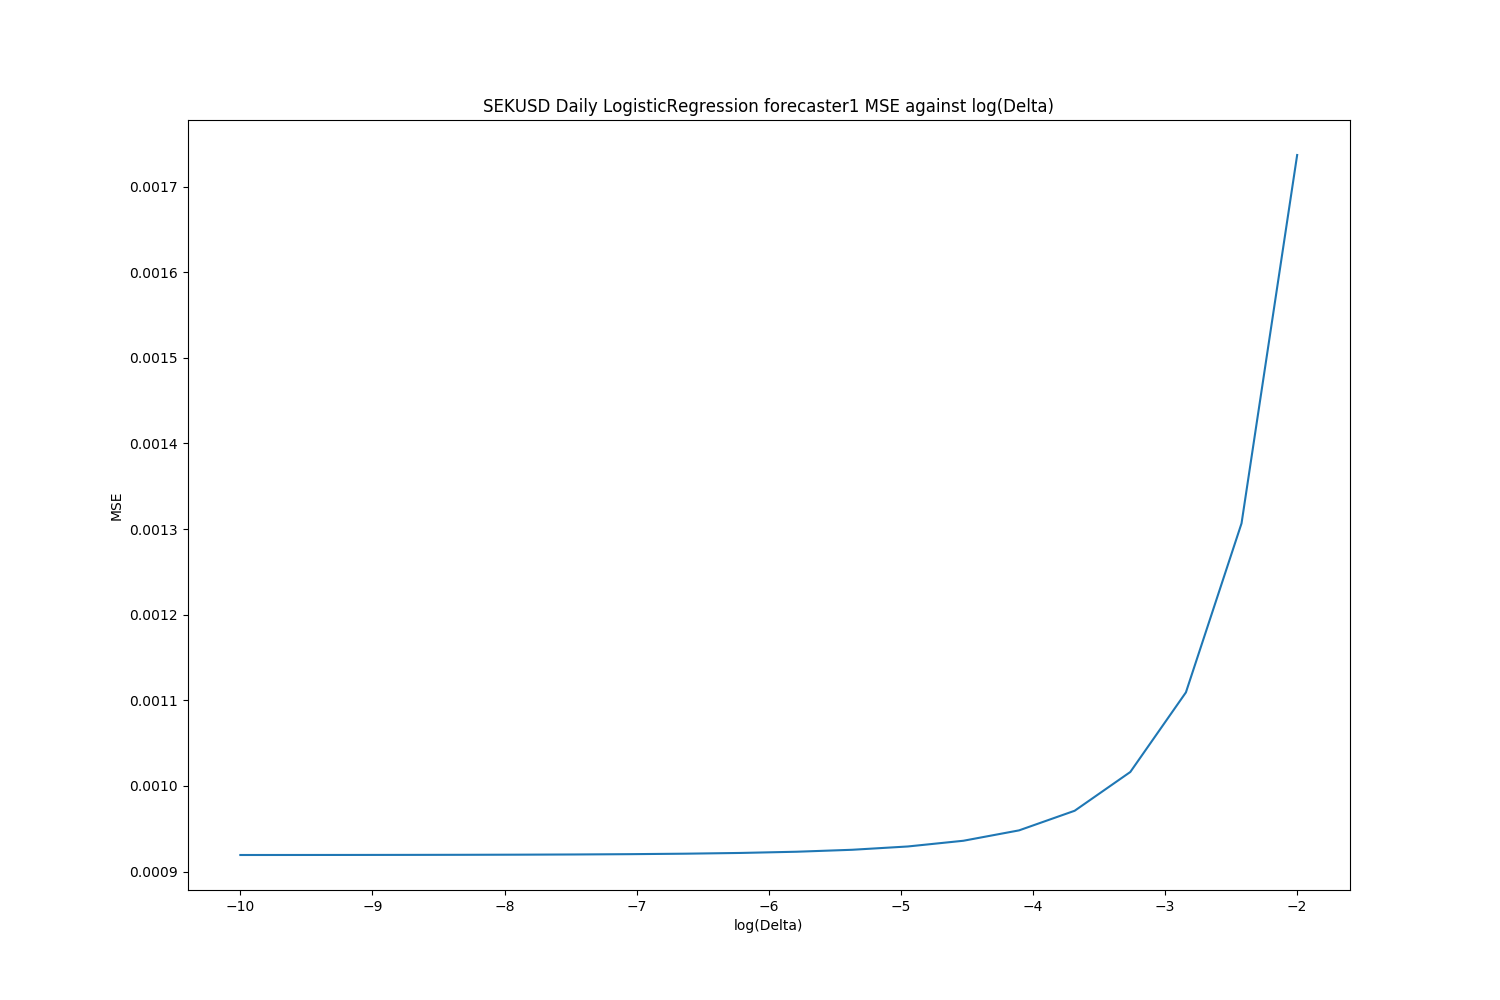 SEKUSD Daily LogisticRegression forecaster1 MSE against log(Delta)
0.0017
0.0016
0.0015
0.0014
0.0013
0.0012
0.0011
0.0010
0.0009
MSE
−10 −9 −8 −7 −6 −5 −4 −3 −2
log(Delta)